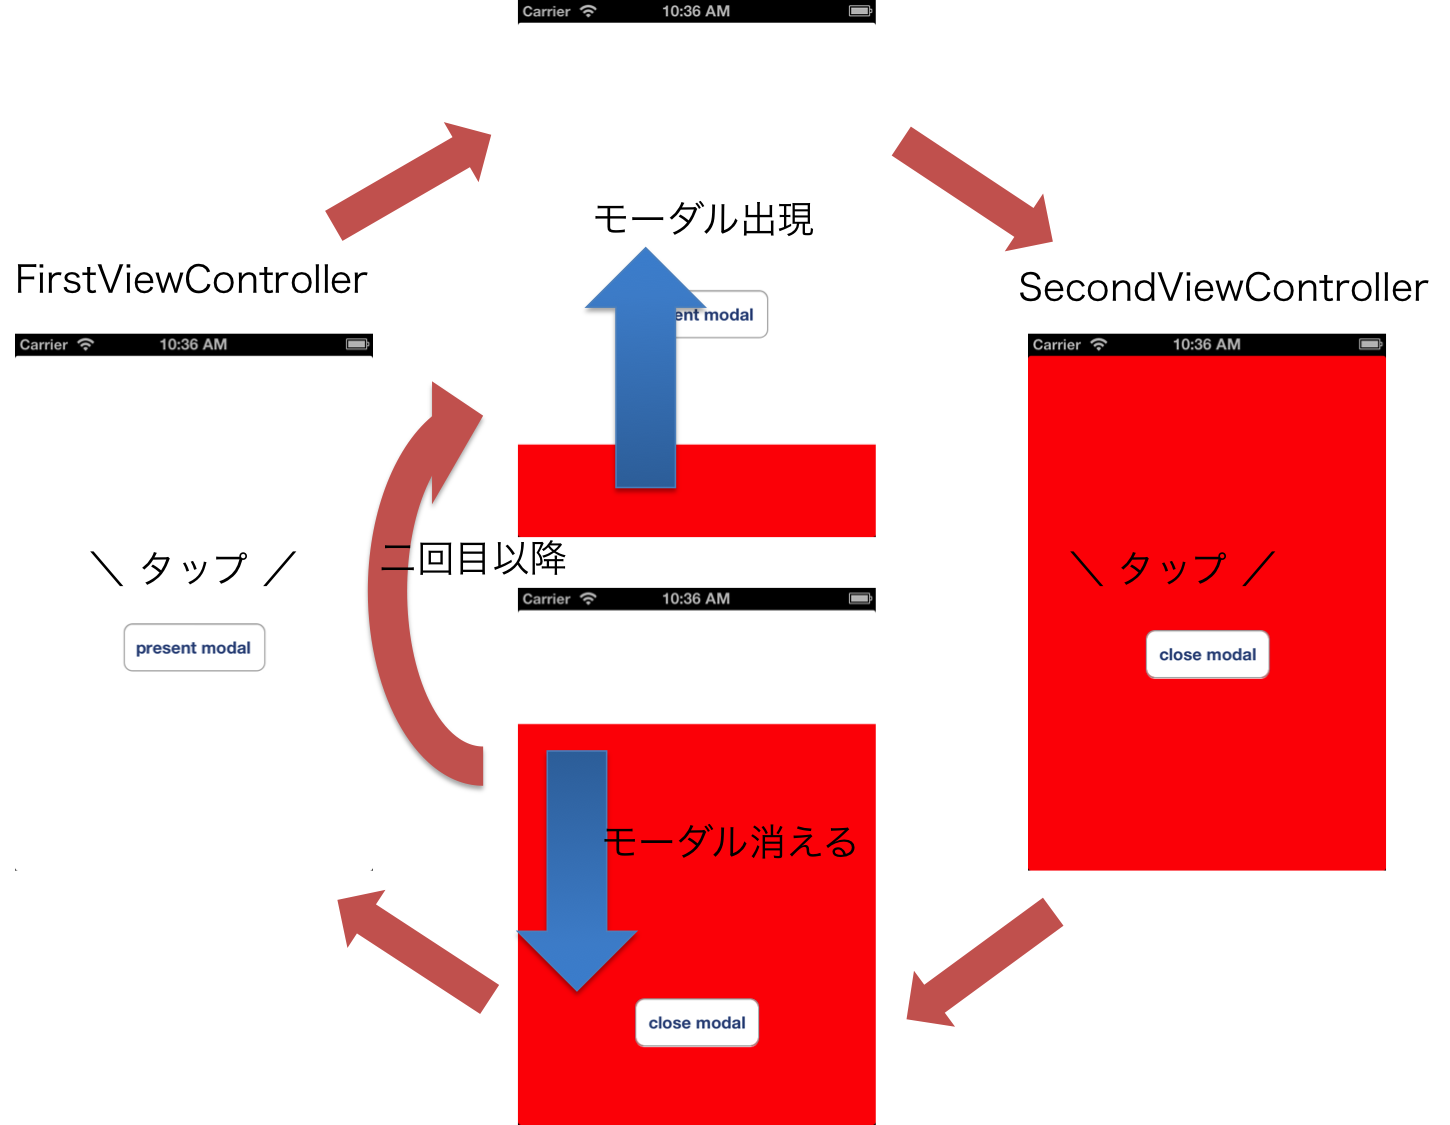 Carrier 10:36 AM
モーダル出現
ent modal
FirstViewController
SecondViewController
Carrier 10:36 AM
Carrier 10:36 AM
二回目以降
＼ タップ ／
present modal
＼ タップ ／
close modal
Carrier 10:36 AM
モーダル消える
close modal